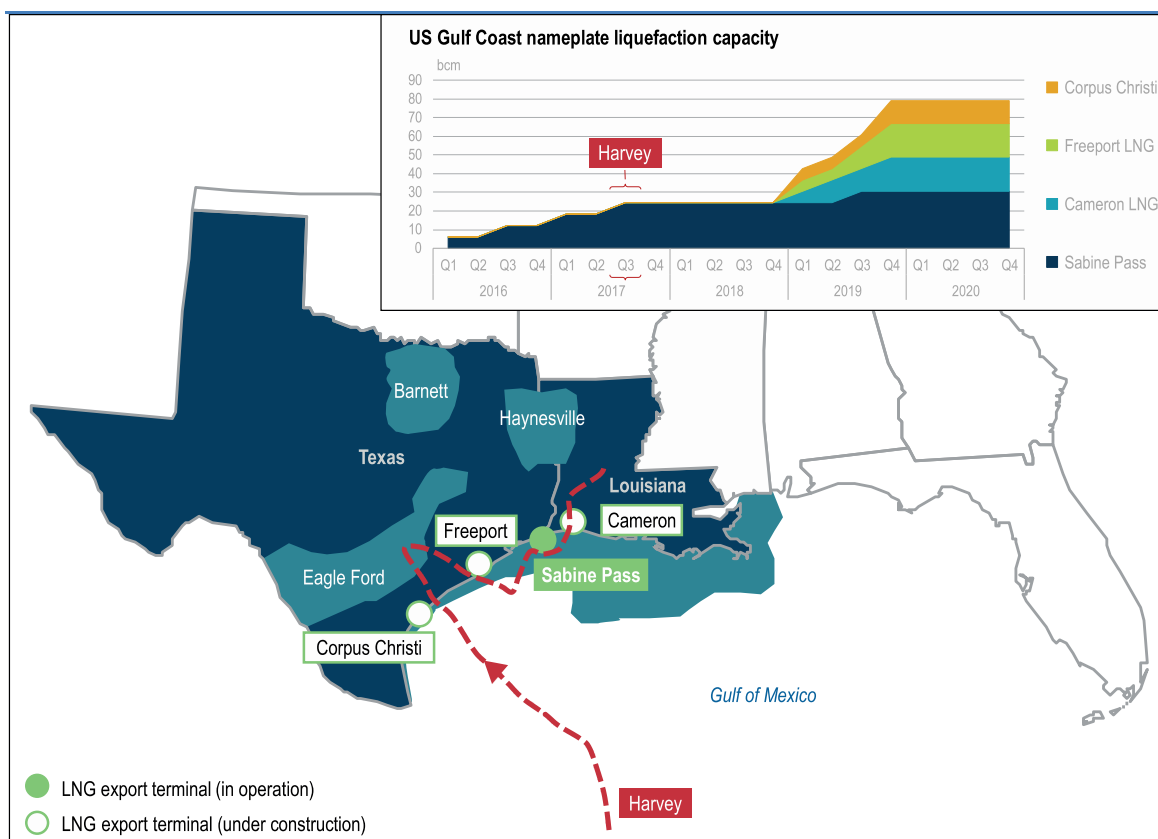 US Gulf Coast nameplate liquefaction capacity
bcm
90
80
70
60
50
40
30
20
10
0
Harvey
Q1 Q2 Q3 Q4 Q1 Q2 Q3 Q4 Q1 Q2 Q3 Q4 Q1 Q2 Q3 Q4 Q1 Q2 Q3 Q4
2016 2017 2018 2019 2020
Corpus Christi
Freeport LNG
Cameron LNG
Sabine Pass
Barnett
Haynesville
Texas
Louisiana
Freeport
Cameron
Eagle Ford
Sabine Pass
Corpus Christi
Gulf of Mexico
Harvey
LNG export terminal (in operation)
LNG export terminal (under construction)